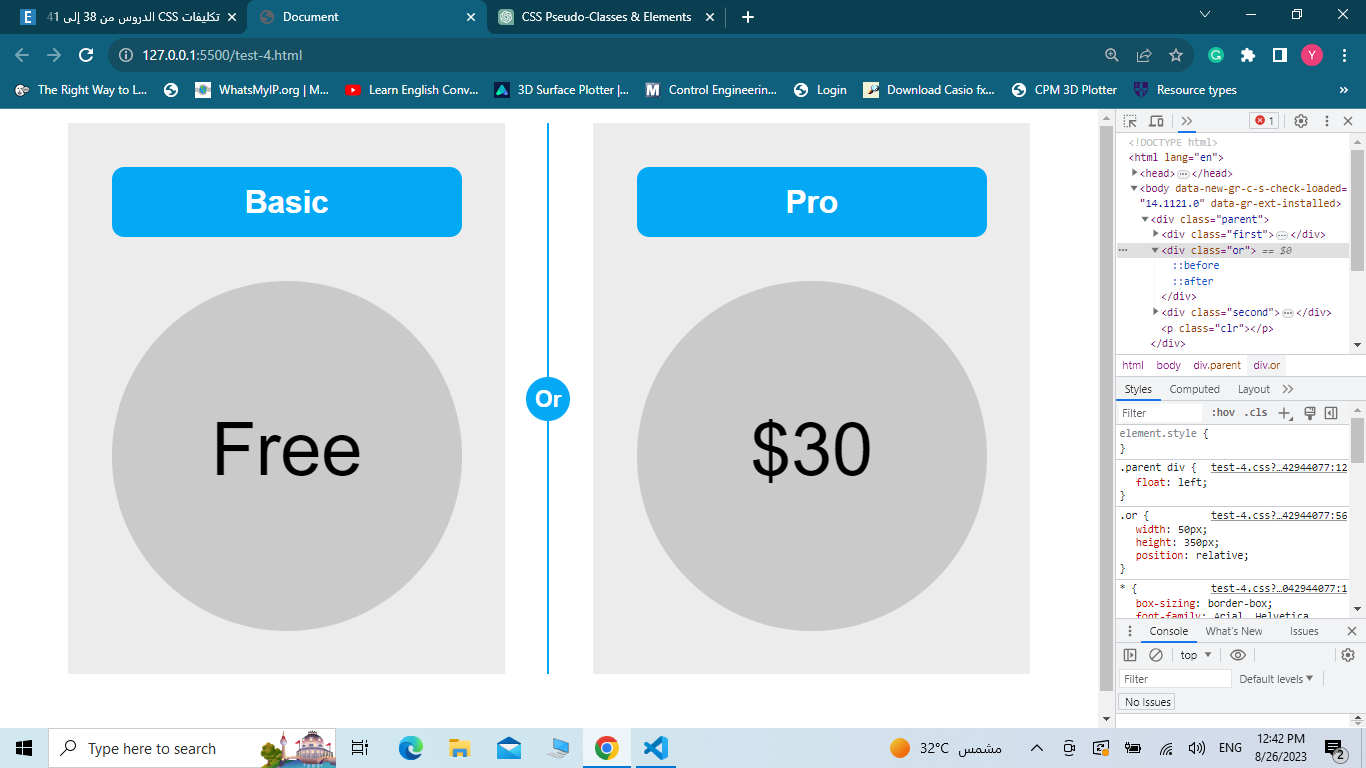 تكليفات CSS الدروس من 38 إلى 41
Document
CSS Pseudo-Classes & Elements
127.0.0.1:5500/test-4.html
Y
The Right Way to L...
WhatsMyIP.org | M...
Learn English Conv...
3D Surface Plotter |...
Control Engineerin...
Login
Download Casio fx...
CPM 3D Plotter
Resource types
»
Basic
Free
Or
Pro
$30
1
<!DOCTYPE html>
<html lang="en">
<head>…</head>
<body data-new-gr-c-s-check-loaded=
"14.1121.0" data-gr-ext-installed>
<div class="parent">
<div class="first">…</div>
<div class="or"> == $0
::before
::after
</div>
<div class="second">…</div>
<p class="clr"></p>
</div>
html body div.parent div.or
Styles Computed Layout
Filter :hov .cls
element.style {
}
.parent div { test-4.css?…42944077:12
float: left;
}
.or { test-4.css?…42944077:56
width: 50px;
height: 350px;
position: relative;
}
* { test-4.css?…042944077:1
box-sizing: border-box;
font-family: Arial, Helvetica,
Console What's New Issues
top
Filter Default levels
No Issues
Type here to search
32°C مشمس
ENG
12:42 PM
8/26/2023
2